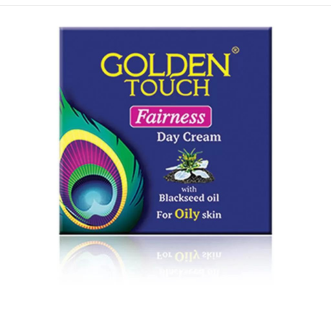 GOLDEN®
TOUCH
Fairness
Day Cream
with
Blackseed oil
For Oily skin